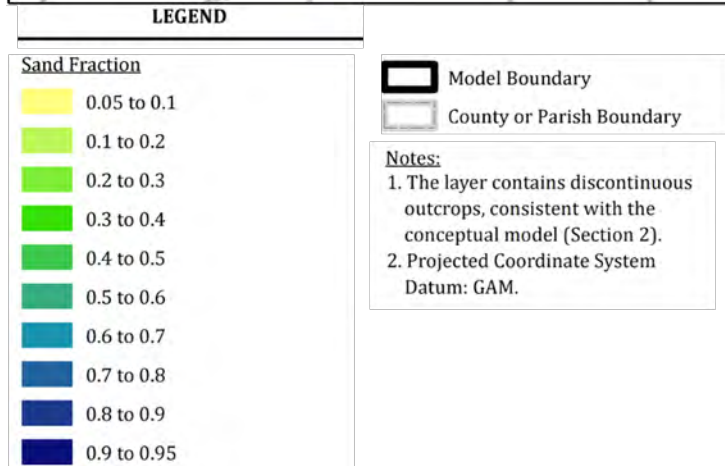 LEGEND
Sand Fraction
0.05 to 0.1
0.1 to 0.2
0.2 to 0.3
0.3 to 0.4
0.4 to 0.5
0.5 to 0.6
0.6 to 0.7
0.7 to 0.8
0.8 to 0.9
0.9 to 0.95
Model Boundary
County or Parish Boundary
Notes:
1. The layer contains discontinuous
outcrops, consistent with the
conceptual model (Section 2).
2. Projected Coordinate System
Datum: GAM.